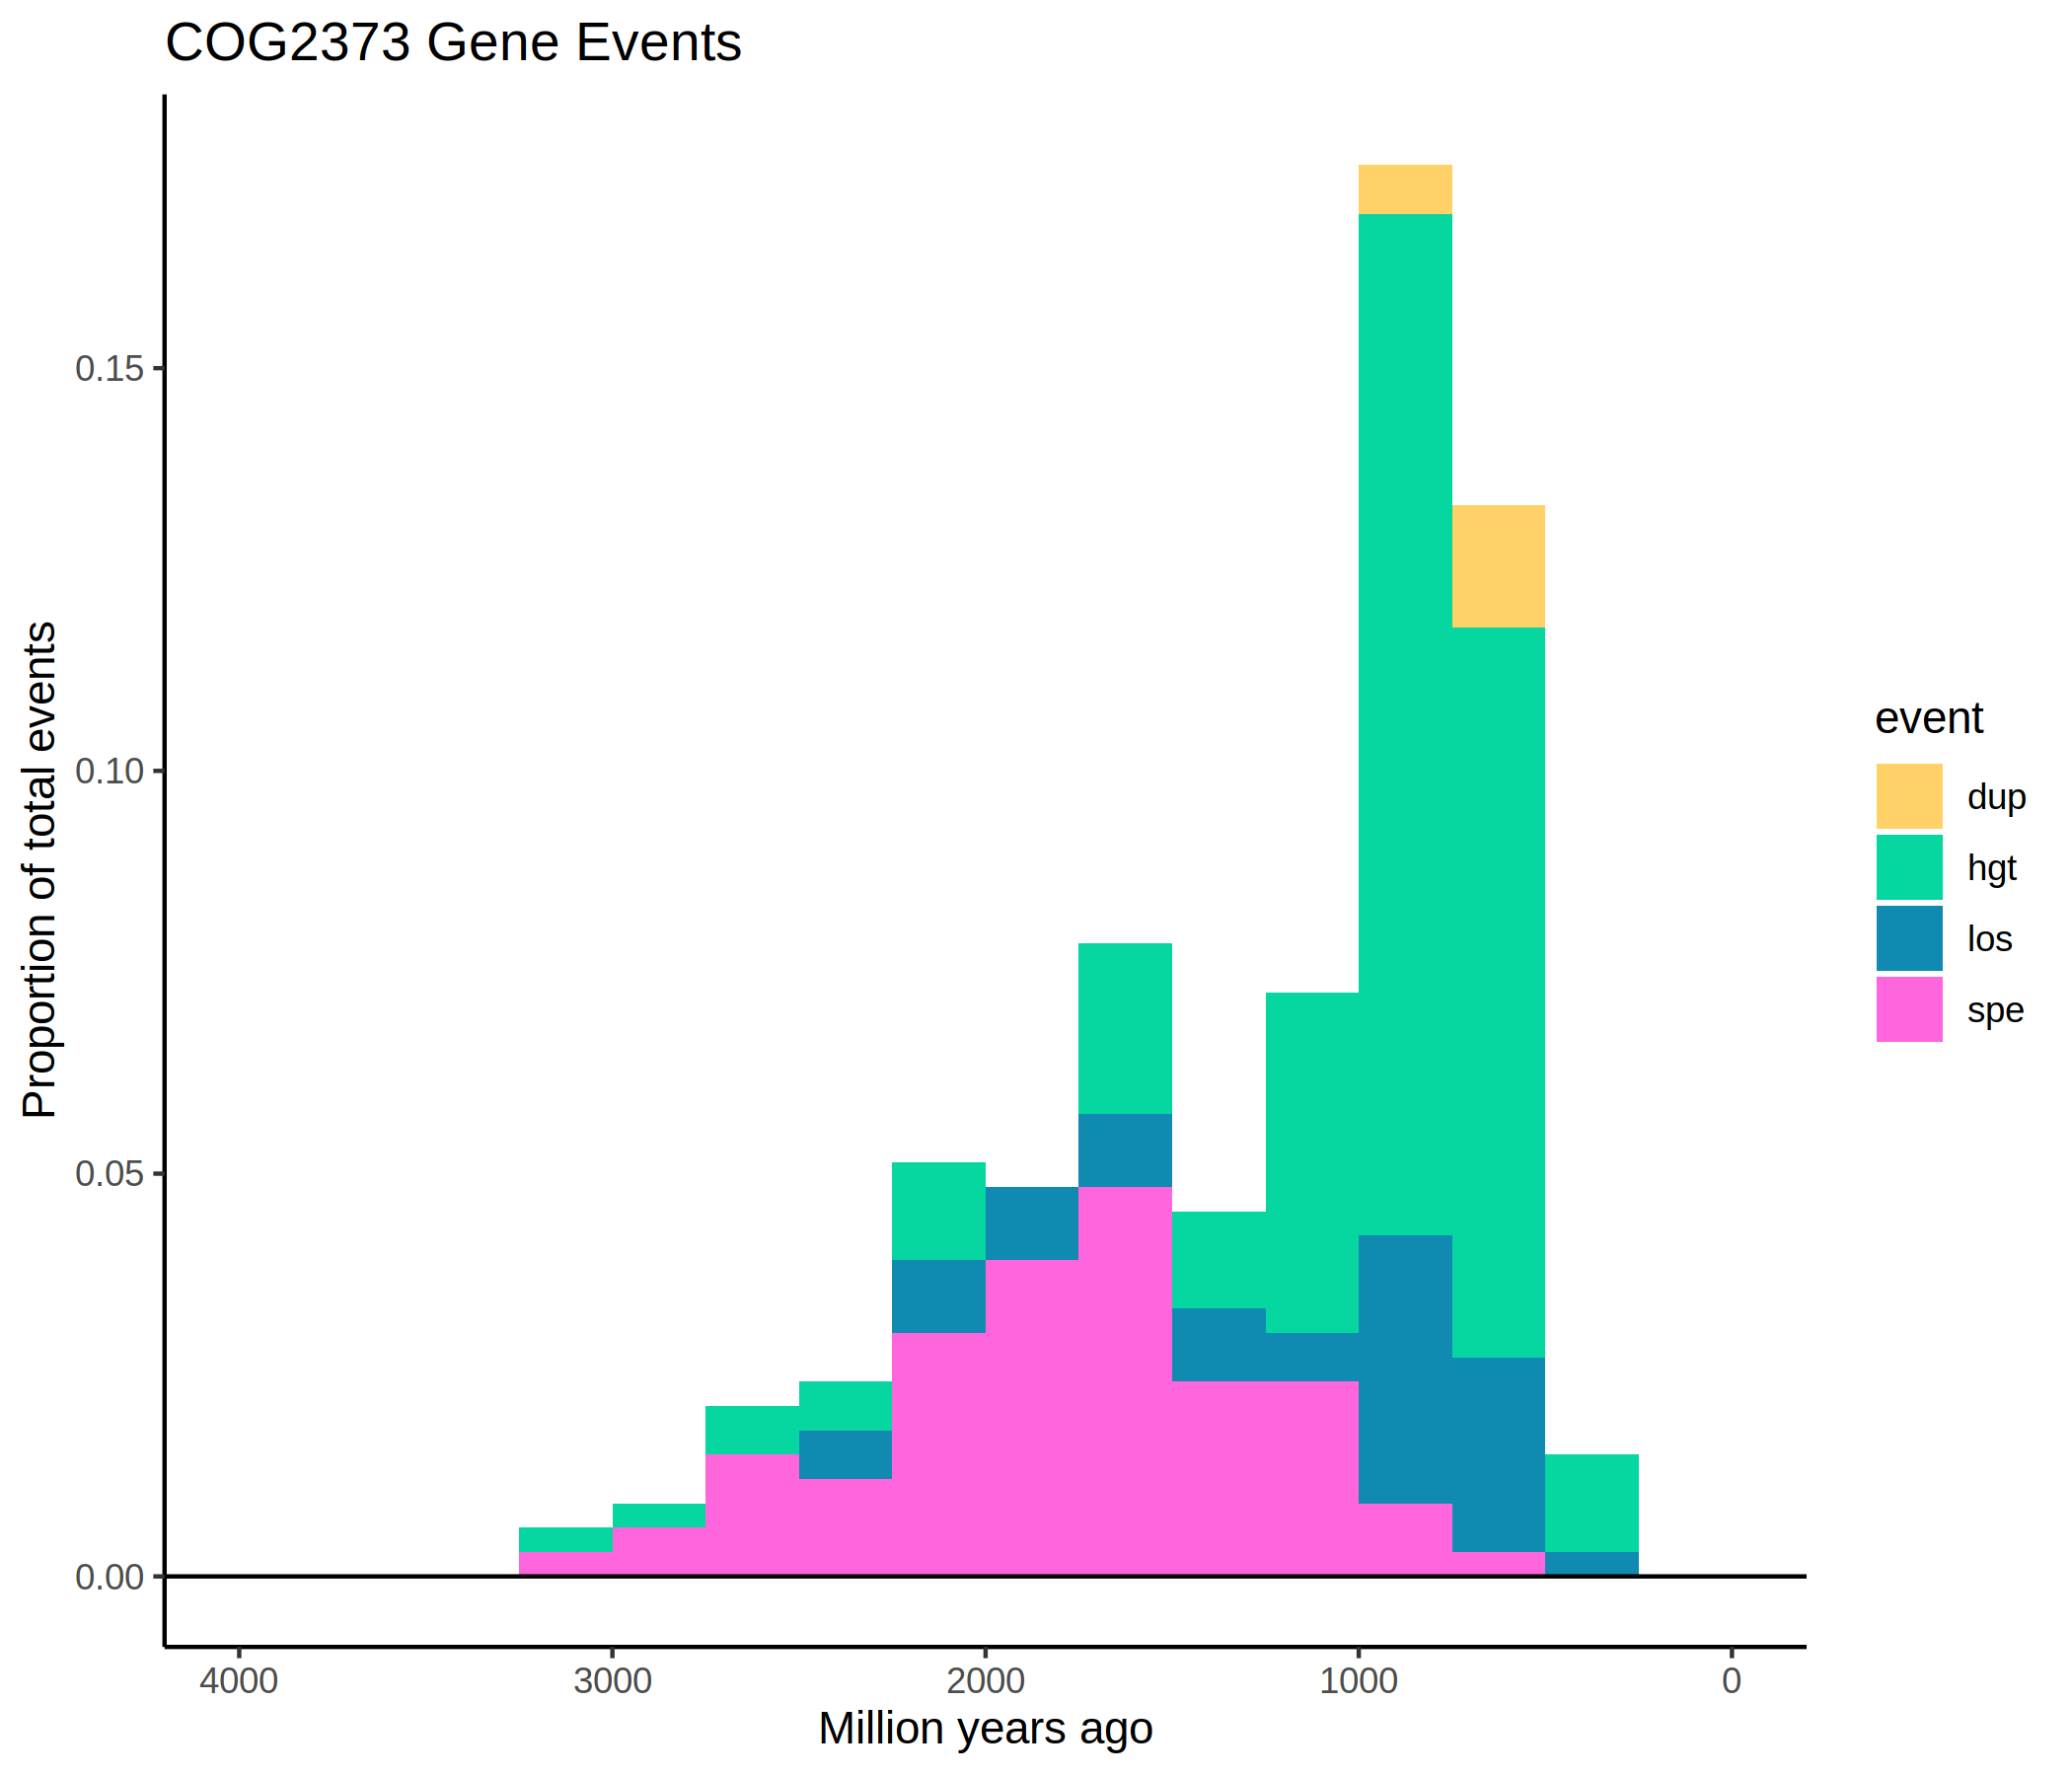 COG2373 Gene Events
Proportion of total events
0.15
0.10
0.05
0.00
4000
3000
2000
1000
0
Million years ago
event
dup
hgt
los
spe